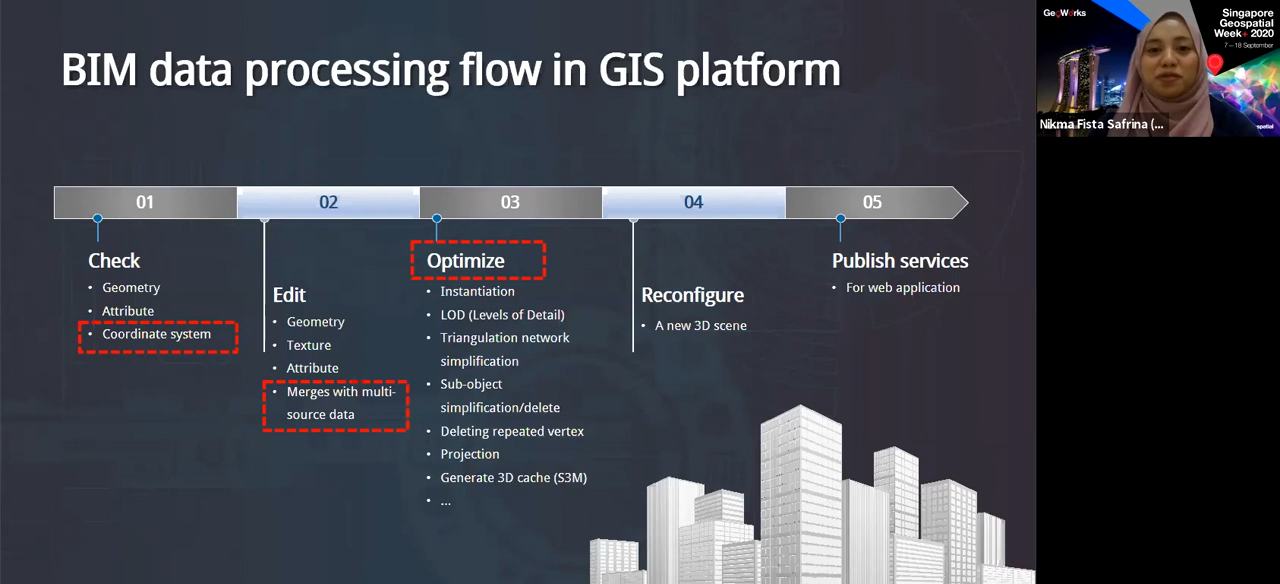 BIM data processing flow in GIS platform
01
02
03
04
05
Check
• Geometry
• Attribute
• Coordinate system
Edit
• Geometry
• Texture
• Attribute
• Merges with multi-
source data
Optimize
• Instantiation
• LOD (Levels of Detail)
• Triangulation network
simplification
• Sub-object
simplification/delete
• Deleting repeated vertex
• Projection
• Generate 3D cache (S3M)
• ...
Reconfigure
• A new 3D scene
Publish services
• For web application
GeoWorks
Singapore
Geospatial
Week+ 2020
7 – 18 September
Nikma Fista Safrina (...
spatial